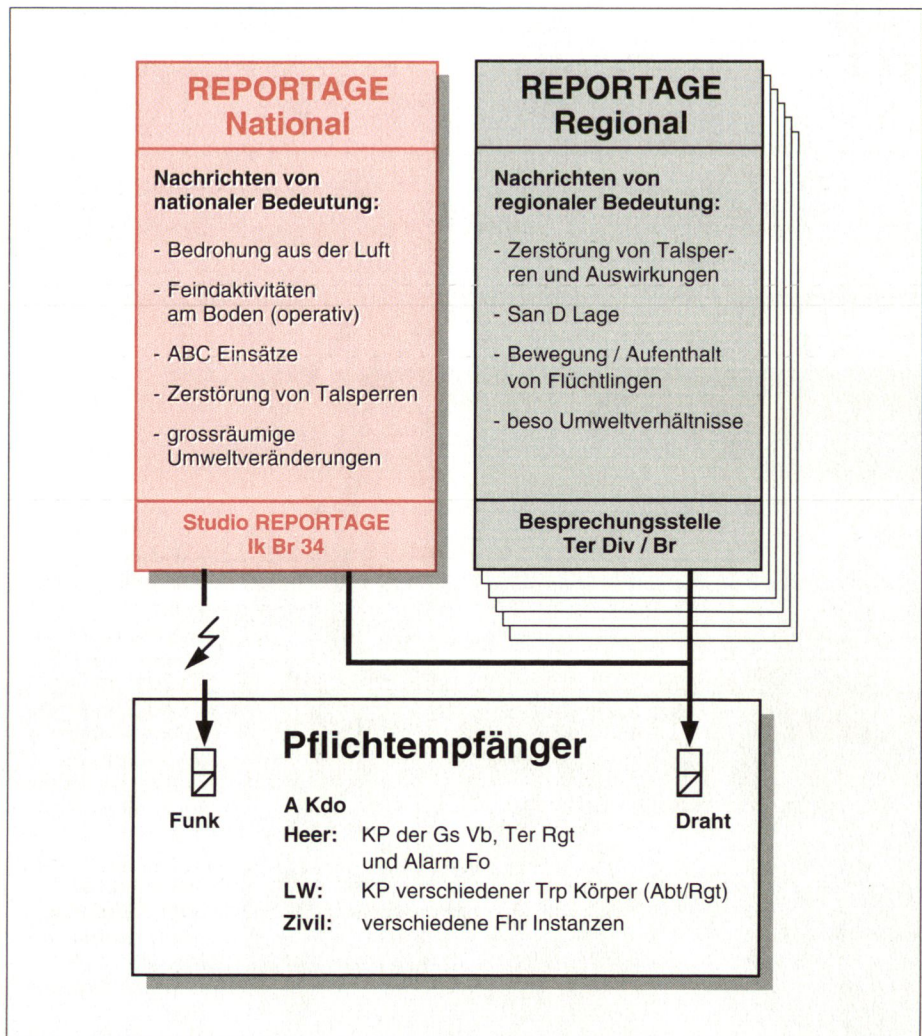 REPORTAGE
National
Nachrichten von
nationaler Bedeutung:
- Bedrohung aus der Luft
- Feindaktivitäten
am Boden (operativ)
- ABC Einsätze
- Zerstörung von Talsperren
- grossräumige
Umweltveränderungen
Studio REPORTAGE
Ik Br 34
REPORTAGE
Regional
Nachrichten von
regionaler Bedeutung:
- Zerstörung von Talsper-
ren und Auswirkungen
- San D Lage
- Bewegung / Aufenthalt
von Flüchtlingen
- beso Umweltverhältnisse
Besprechungsstelle
Ter Div / Br
Pflichtempfänger
Funk
Draht
A Kdo
Heer: KP der Gs Vb, Ter Rgt
und Alarm Fo
LW: KP verschiedener Trp Körper (Abt/Rgt)
Zivil: verschiedene Fhr Instanzen